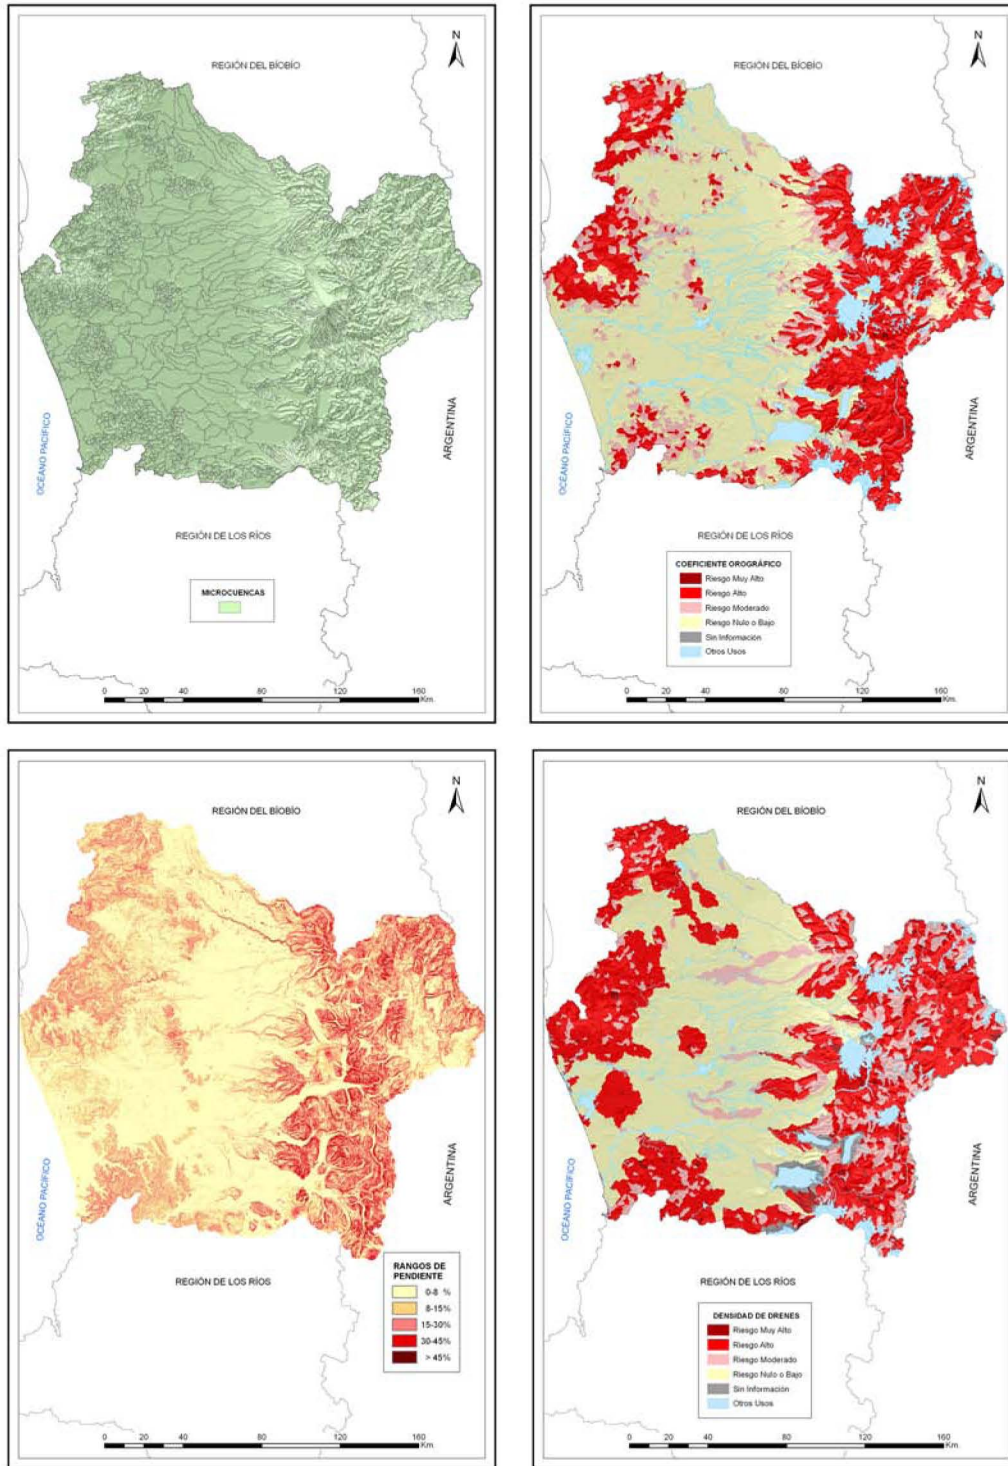 N
REGIÓN DEL BÍOBÍO
OCÉANO PACÍFICO
ARGENTINA
REGIÓN DE LOS RÍOS
MICROCUENCAS
0 20 40 80 120 160
Km.
N
REGIÓN DEL BÍOBÍO
OCÉANO PACÍFICO
ARGENTINA
REGIÓN DE LOS RÍOS
COEFICIENTE OROGRÁFICO
Riesgo Muy Alto
Riesgo Alto
Riesgo Moderado
Riesgo Nulo o Bajo
Sin Información
Otros Usos
0 20 40 80 120 160
Km.
N
REGIÓN DEL BÍOBÍO
OCÉANO PACÍFICO
ARGENTINA
REGIÓN DE LOS RÍOS
RANGOS DE
PENDIENTE
0-8 %
8-15%
15-30%
30-45%
> 45%
0 20 40 80 120 160
Km.
N
REGIÓN DEL BÍOBÍO
OCÉANO PACÍFICO
ARGENTINA
REGIÓN DE LOS RÍOS
DENSIDAD DE DRENES
Riesgo Muy Alto
Riesgo Alto
Riesgo Moderado
Riesgo Nulo o Bajo
Sin Información
Otros Usos
0 20 40 80 120 160
Km.